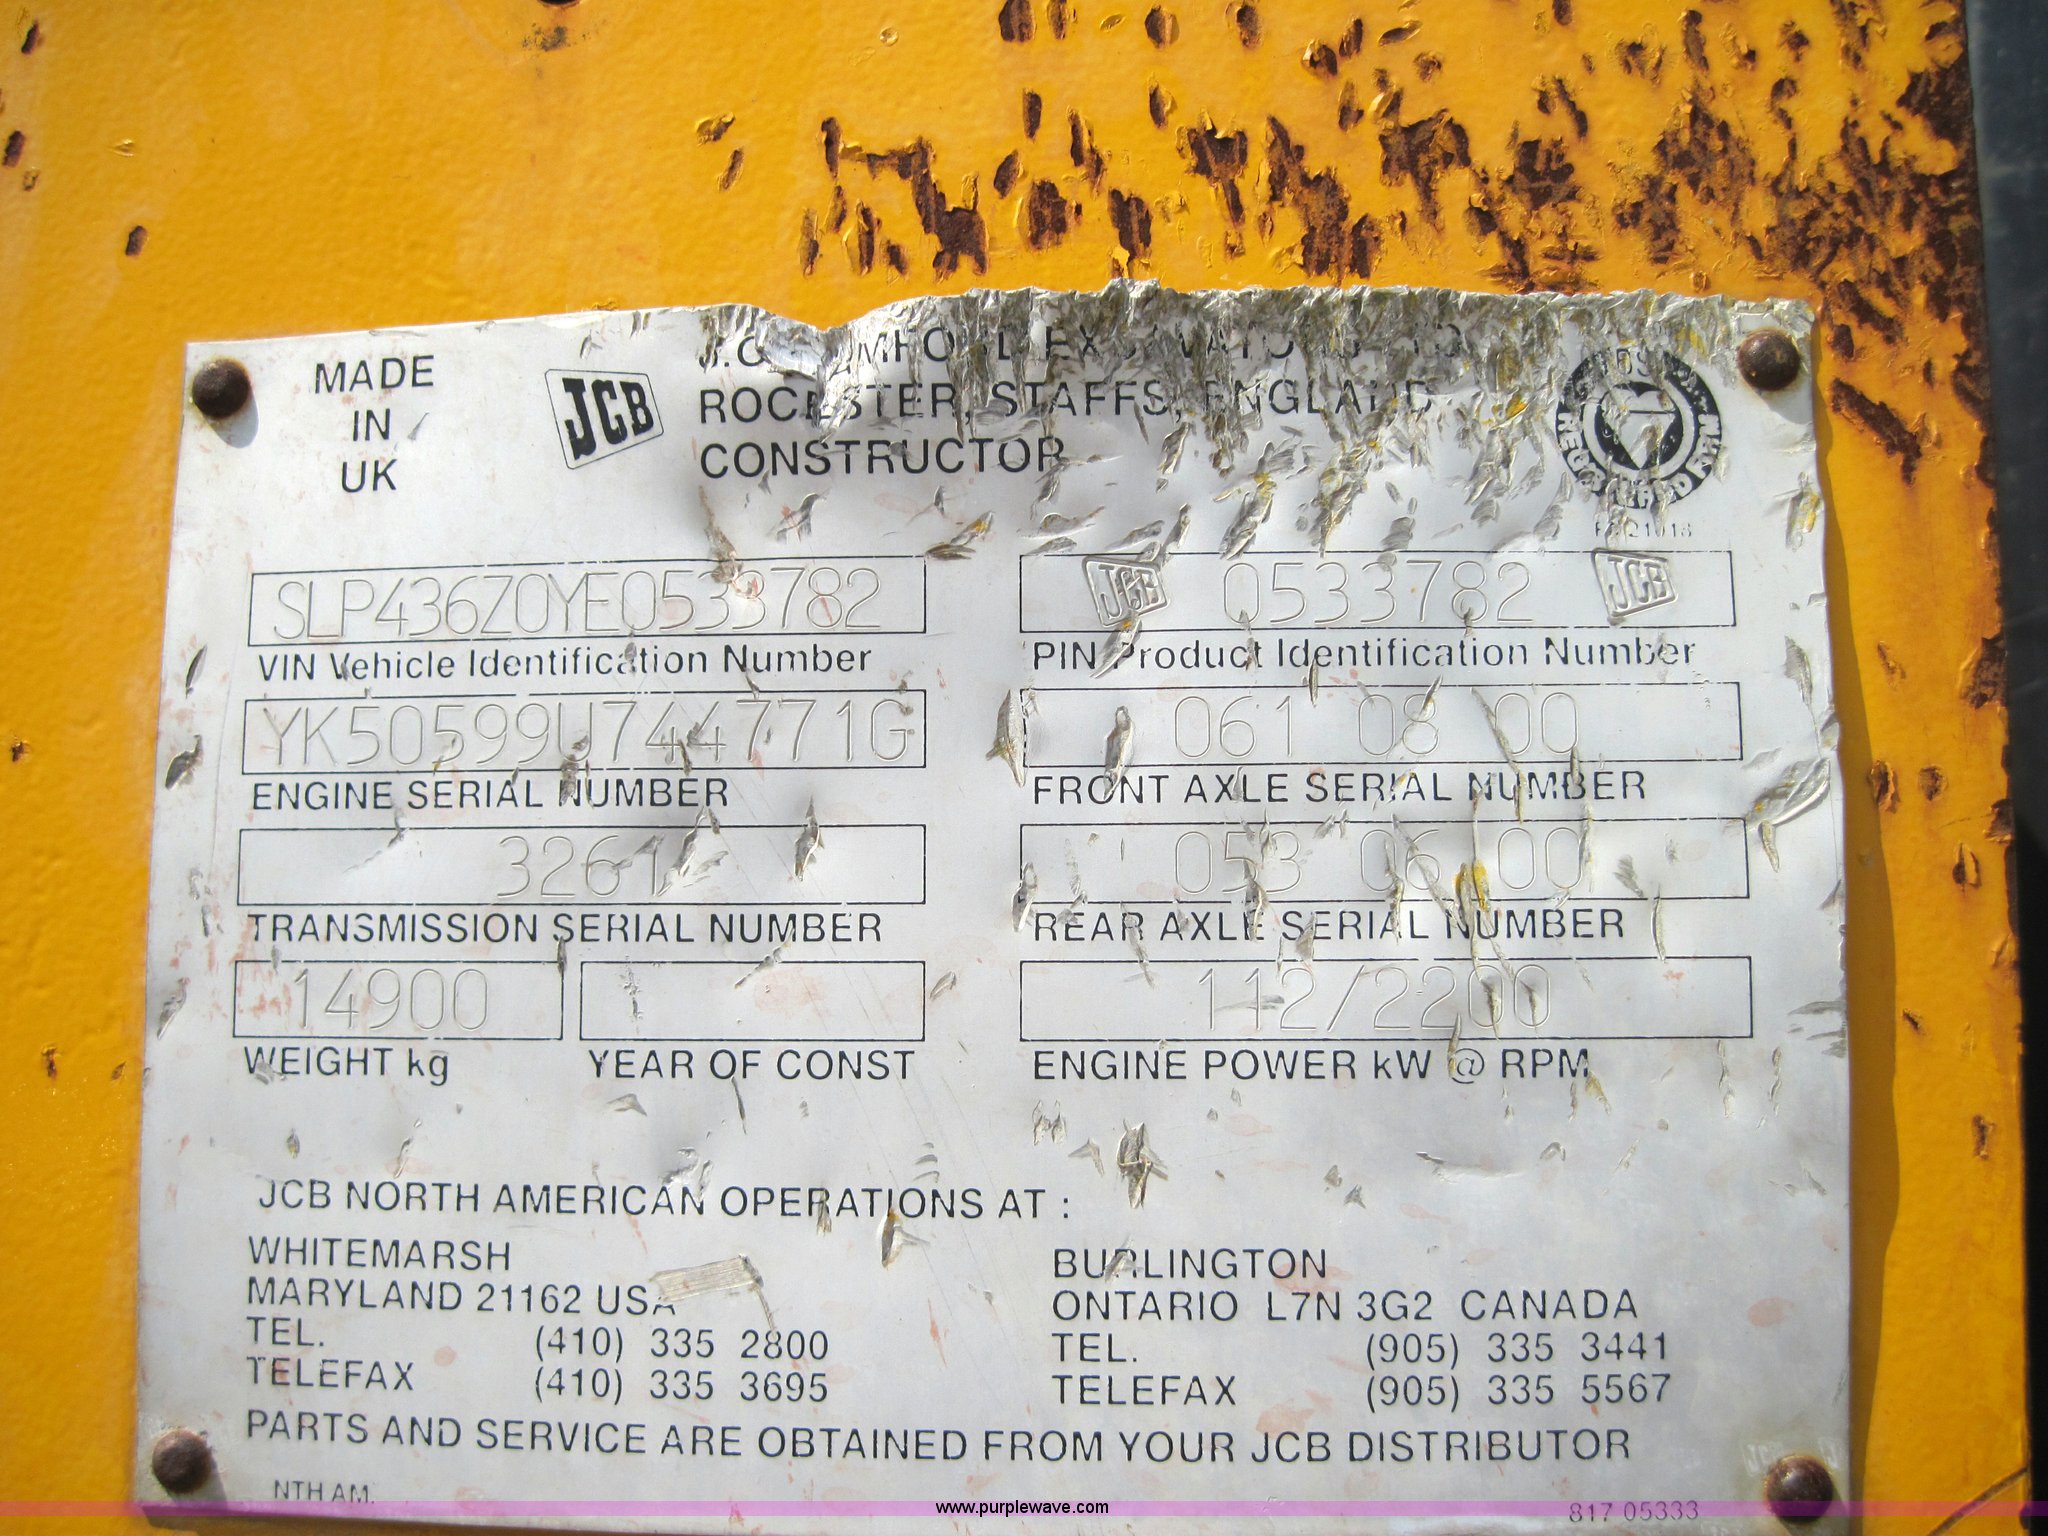 MADE
IN
UK
JCB
ROCESTER, STAFFS, ENGLAND
CONSTRUCTOR
SLP436Z0YE0533782
VIN Vehicle Identification Number
JCB 0533782 JCB
PIN Product Identification Number
YK50599U744771G
ENGINE SERIAL NUMBER
061 08 00
FRONT AXLE SERIAL NUMBER
3261
TRANSMISSION SERIAL NUMBER
053 06 00
REAR AXLE SERIAL NUMBER
14900
WEIGHT kg
YEAR OF CONST
112/2200
ENGINE POWER kW @ RPM
JCB NORTH AMERICAN OPERATIONS AT :
WHITEMARSH
MARYLAND 21162 USA
TEL. (410) 335 2800
TELEFAX (410) 335 3695
BURLINGTON
ONTARIO L7N 3G2 CANADA
TEL. (905) 335 3441
TELEFAX (905) 335 5567
PARTS AND SERVICE ARE OBTAINED FROM YOUR JCB DISTRIBUTOR
NTH AM.
817 05333
www.purplewave.com